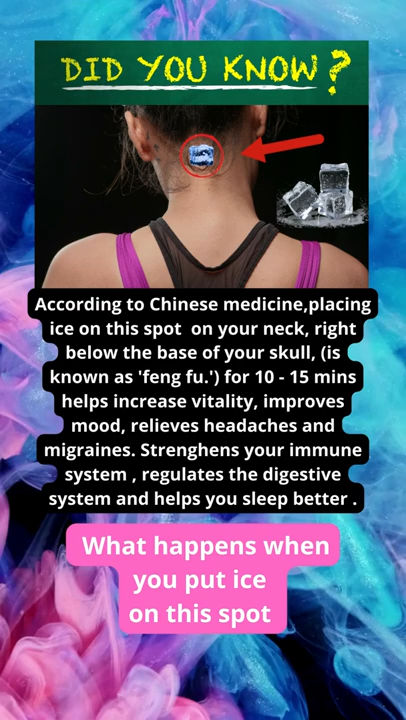 DID YOU KNOW?
According to Chinese medicine,placing
ice on this spot on your neck, right
below the base of your skull, (is
known as 'feng fu.') for 10 - 15 mins
helps increase vitality, improves
mood, relieves headaches and
migraines. Strenghens your immune
system , regulates the digestive
system and helps you sleep better .
What happens when
you put ice
on this spot